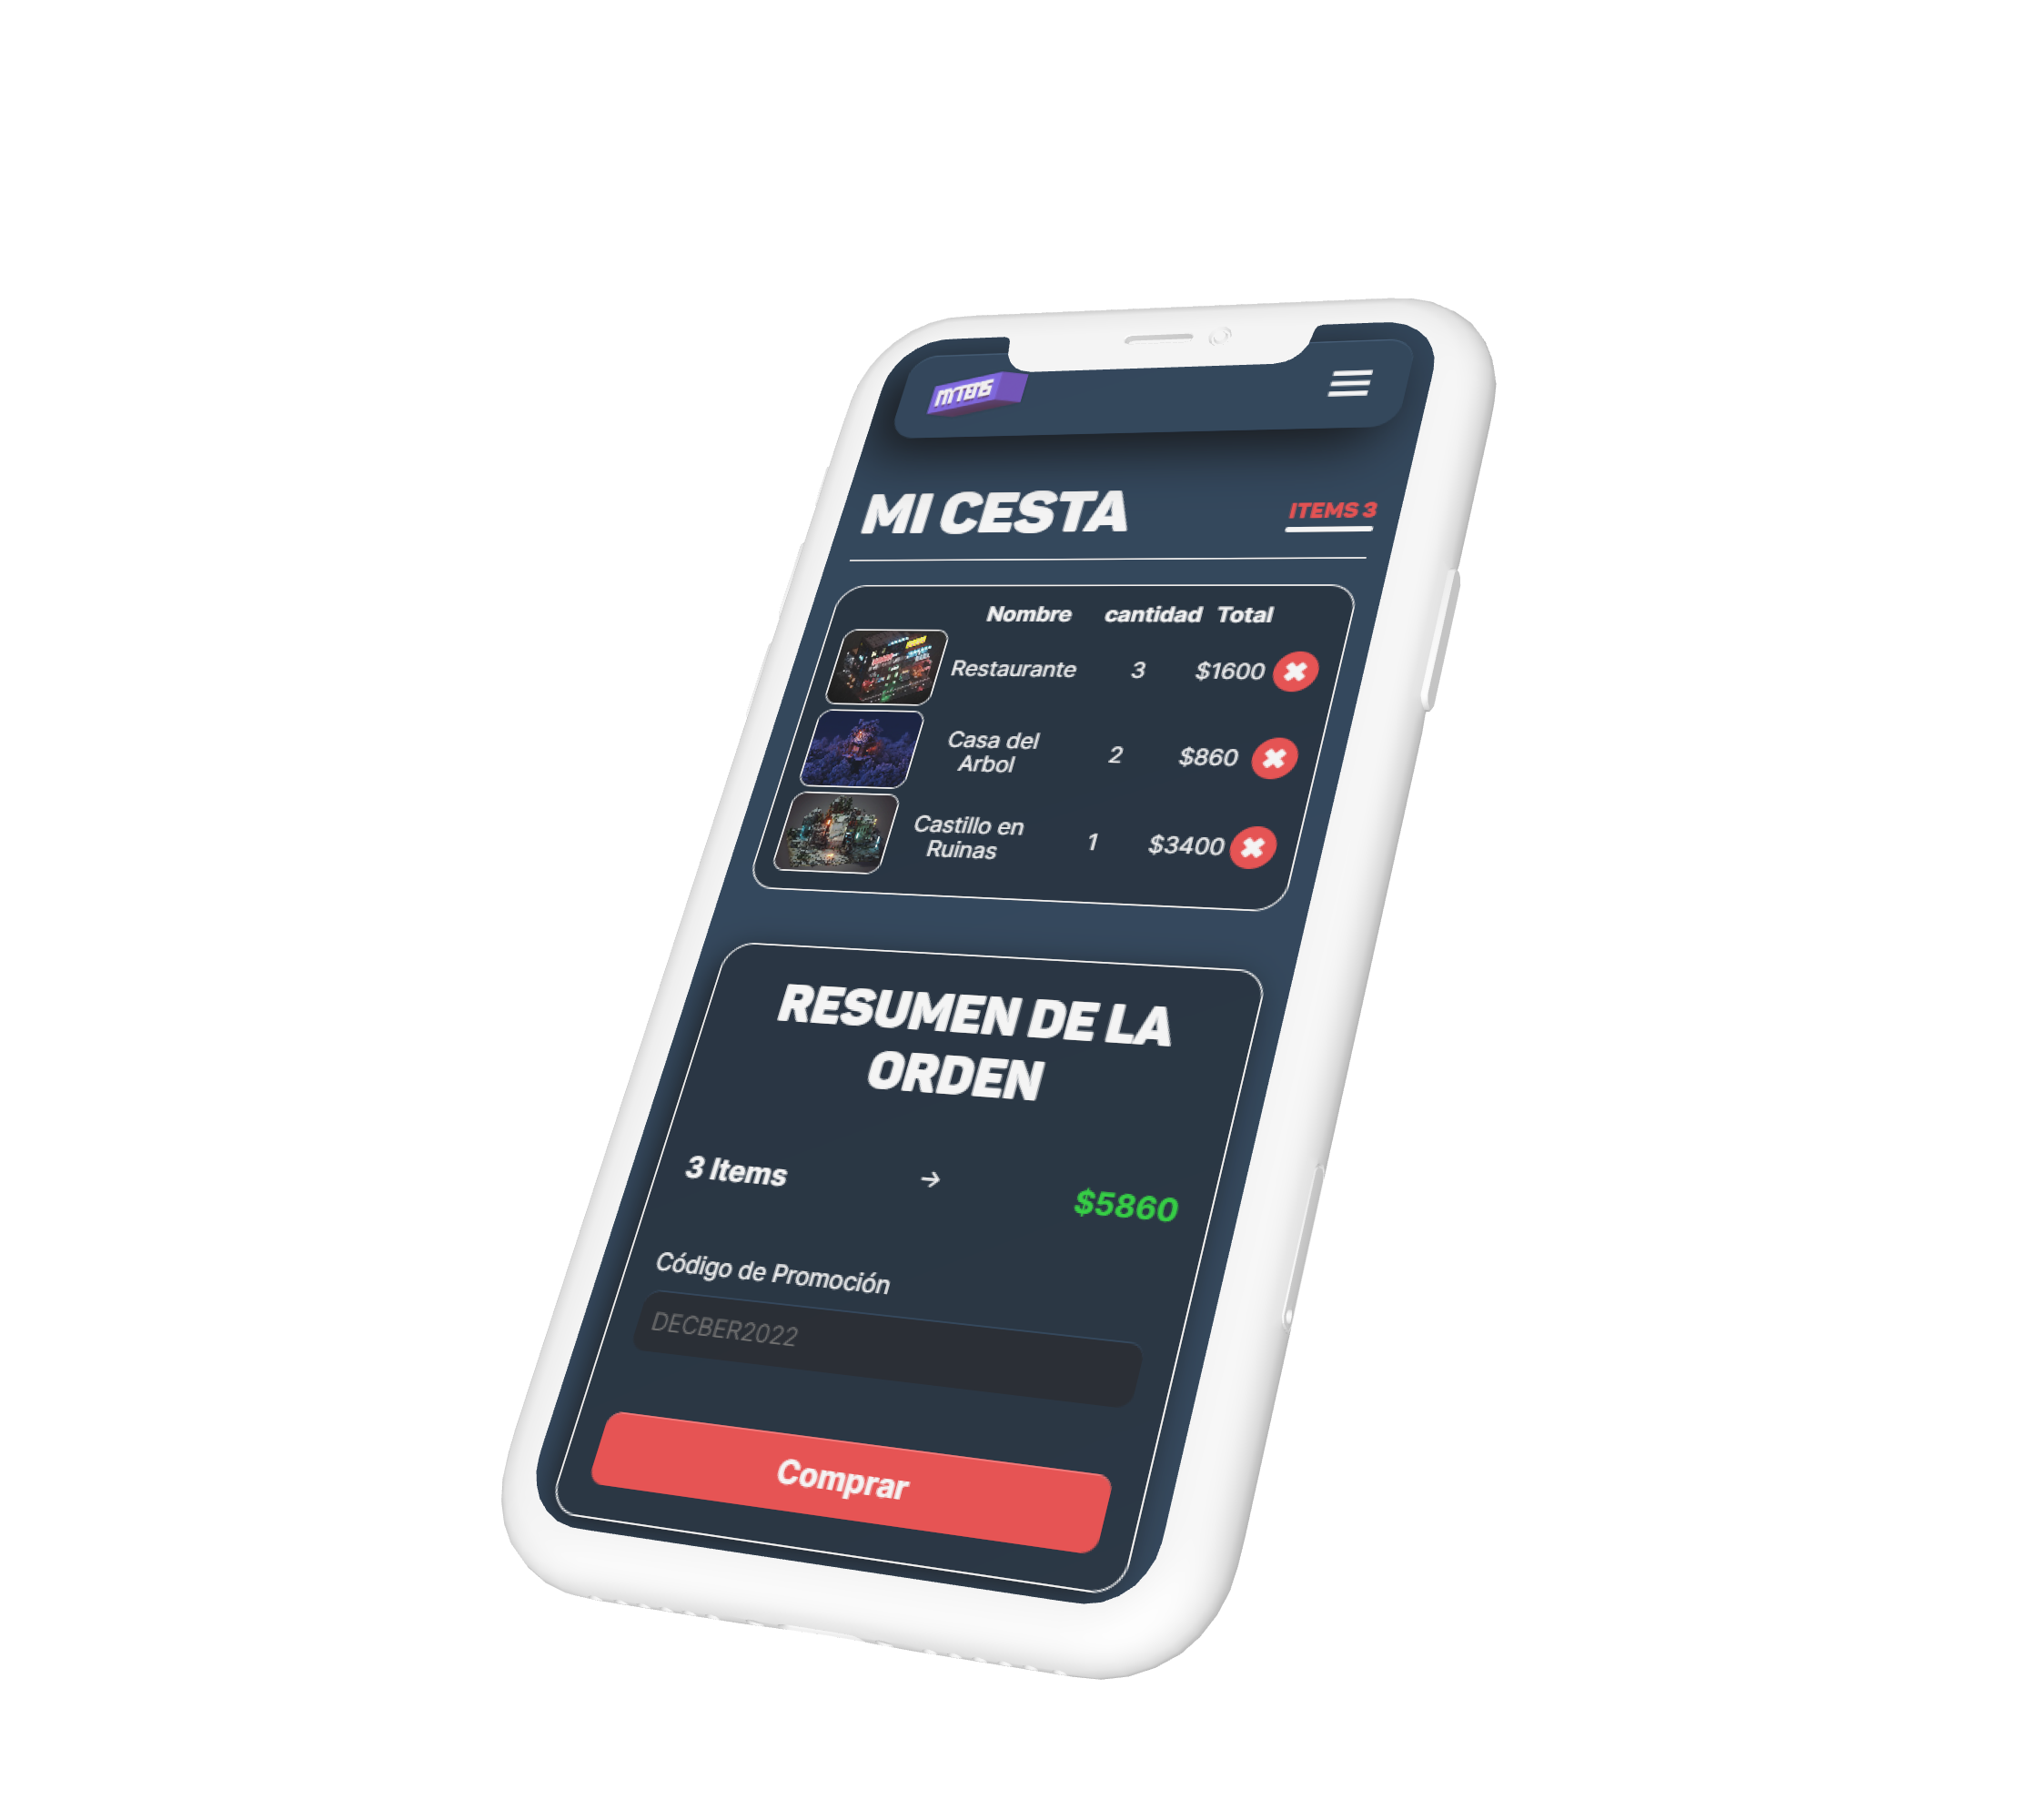 MI CESTA
ITEMS 3
Nombre cantidad Total
Restaurante 3 $1600
Casa del
Arbol
2 $860
Castillo en
Ruinas
1 $3400
RESUMEN DE LA
ORDEN
3 Items → $5860
Código de Promoción
DECBER2022
Comprar